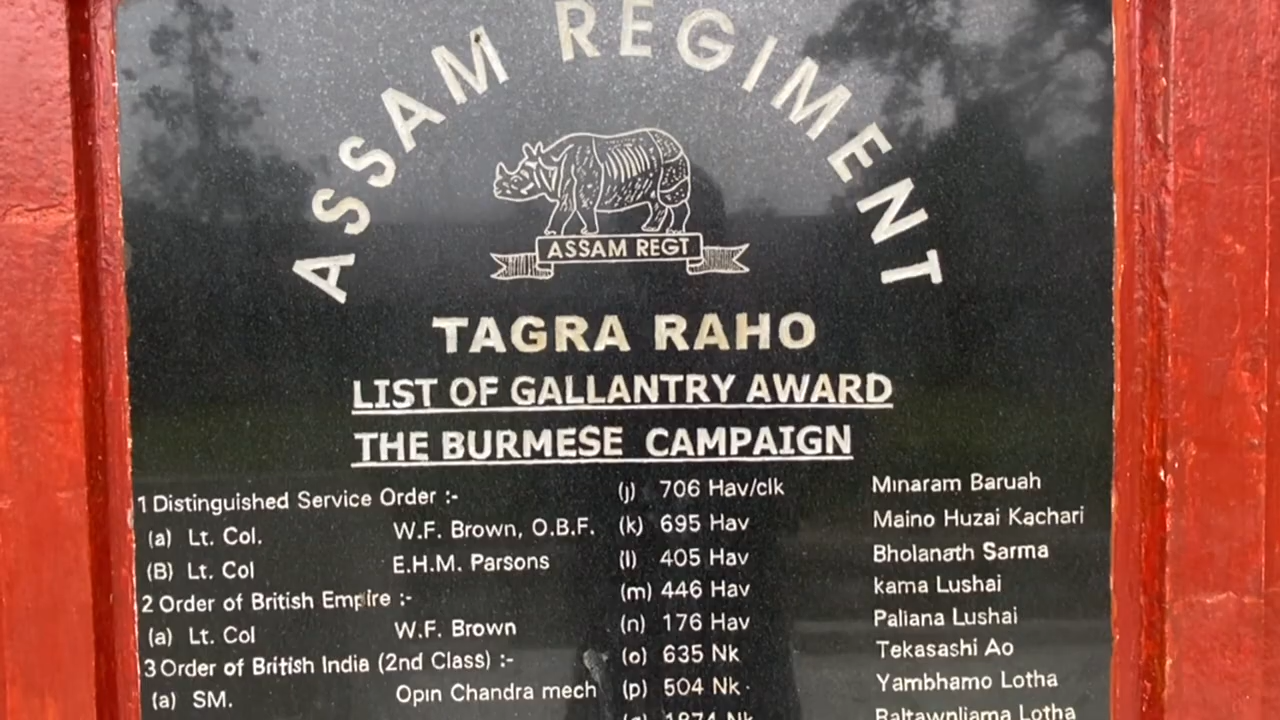 ASSAM REGIMENT
ASSAM REGT
TAGRA RAHO
LIST OF GALLANTRY AWARD
THE BURMESE CAMPAIGN
1 Distinguished Service Order :-
(a) Lt. Col. W.F. Brown, O.B.F.
(B) Lt. Col E.H.M. Parsons
2 Order of British Empire :-
(a) Lt. Col W.F. Brown
3 Order of British India (2nd Class) :-
(a) SM. Opin Chandra mech
(j) 706 Hav/clk Minaram Baruah
(k) 695 Hav Maino Huzai Kachari
(l) 405 Hav Bholanath Sarma
(m) 446 Hav kama Lushai
(n) 176 Hav Paliana Lushai
(o) 635 Nk Tekasashi Ao
(p) 504 Nk Yambhamo Lotha
1874 Nk Lotha